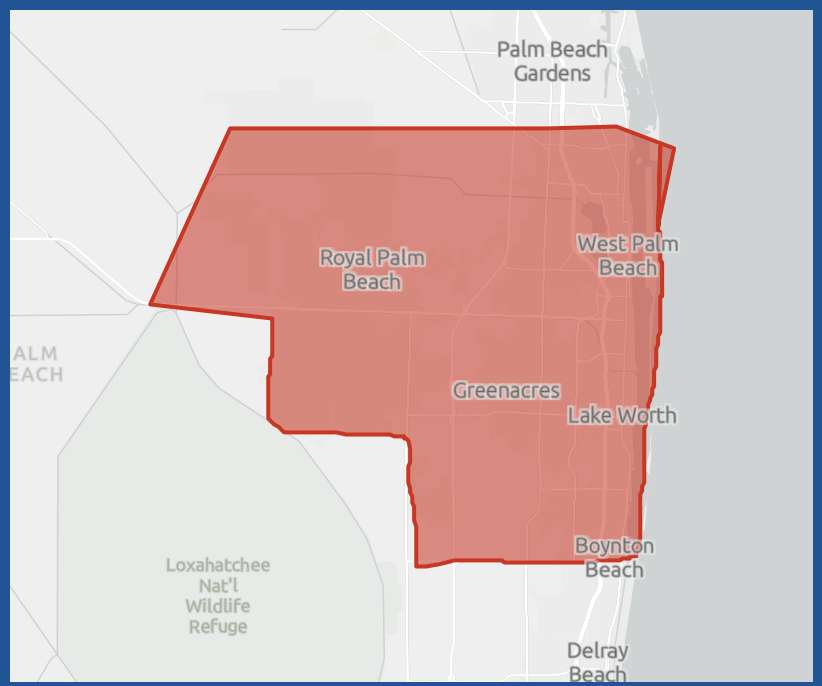 Palm Beach
Gardens
West Palm
Beach
Royal Palm
Beach
ALM
EACH
Greenacres
Lake Worth
Boynton
Beach
Loxahatchee
Nat'l
Wildlife
Refuge
Delray
Beach